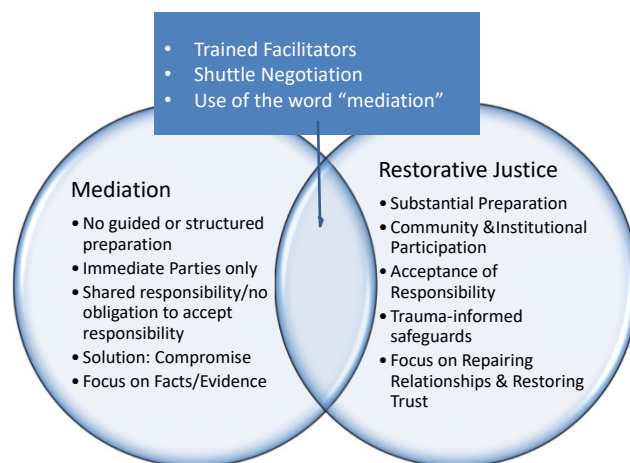 • Trained Facilitators
• Shuttle Negotiation
• Use of the word “mediation”
Mediation
• No guided or structured
preparation
• Immediate Parties only
• Shared responsibility/no
obligation to accept
responsibility
• Solution: Compromise
• Focus on Facts/Evidence
Restorative Justice
• Substantial Preparation
• Community &Institutional
Participation
• Acceptance of
Responsibility
• Trauma-informed
safeguards
• Focus on Repairing
Relationships & Restoring
Trust